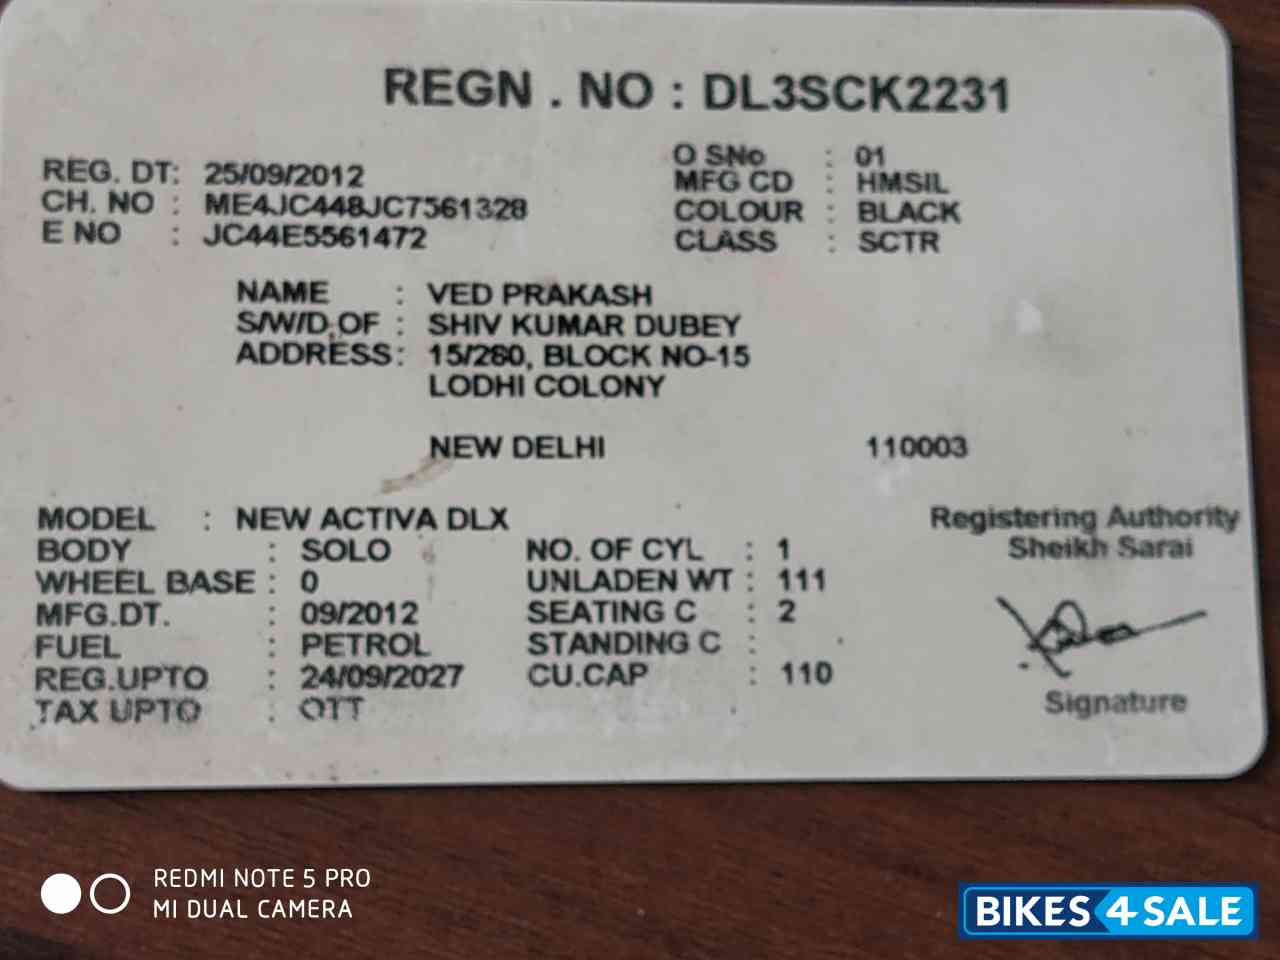 REGN . NO : DL3SCK2231
REG. DT: 25/09/2012
CH. NO : ME4JC448JC7561328
E NO : JC44E5561472
O SNo : 01
MFG CD : HMSIL
COLOUR : BLACK
CLASS : SCTR
NAME : VED PRAKASH
S/W/D.OF : SHIV KUMAR DUBEY
ADDRESS : 15/280, BLOCK NO-15
LODHI COLONY
NEW DELHI 110003
MODEL : NEW ACTIVA DLX
BODY : SOLO
WHEEL BASE : 0
MFG.DT. : 09/2012
FUEL : PETROL
REG.UPTO : 24/09/2027
TAX UPTO : OTT
NO. OF CYL : 1
UNLADEN WT : 111
SEATING C : 2
STANDING C :
CU.CAP : 110
Registering Authority
Sheikh Sarai
Signature
REDMI NOTE 5 PRO
MI DUAL CAMERA
BIKES4SALE